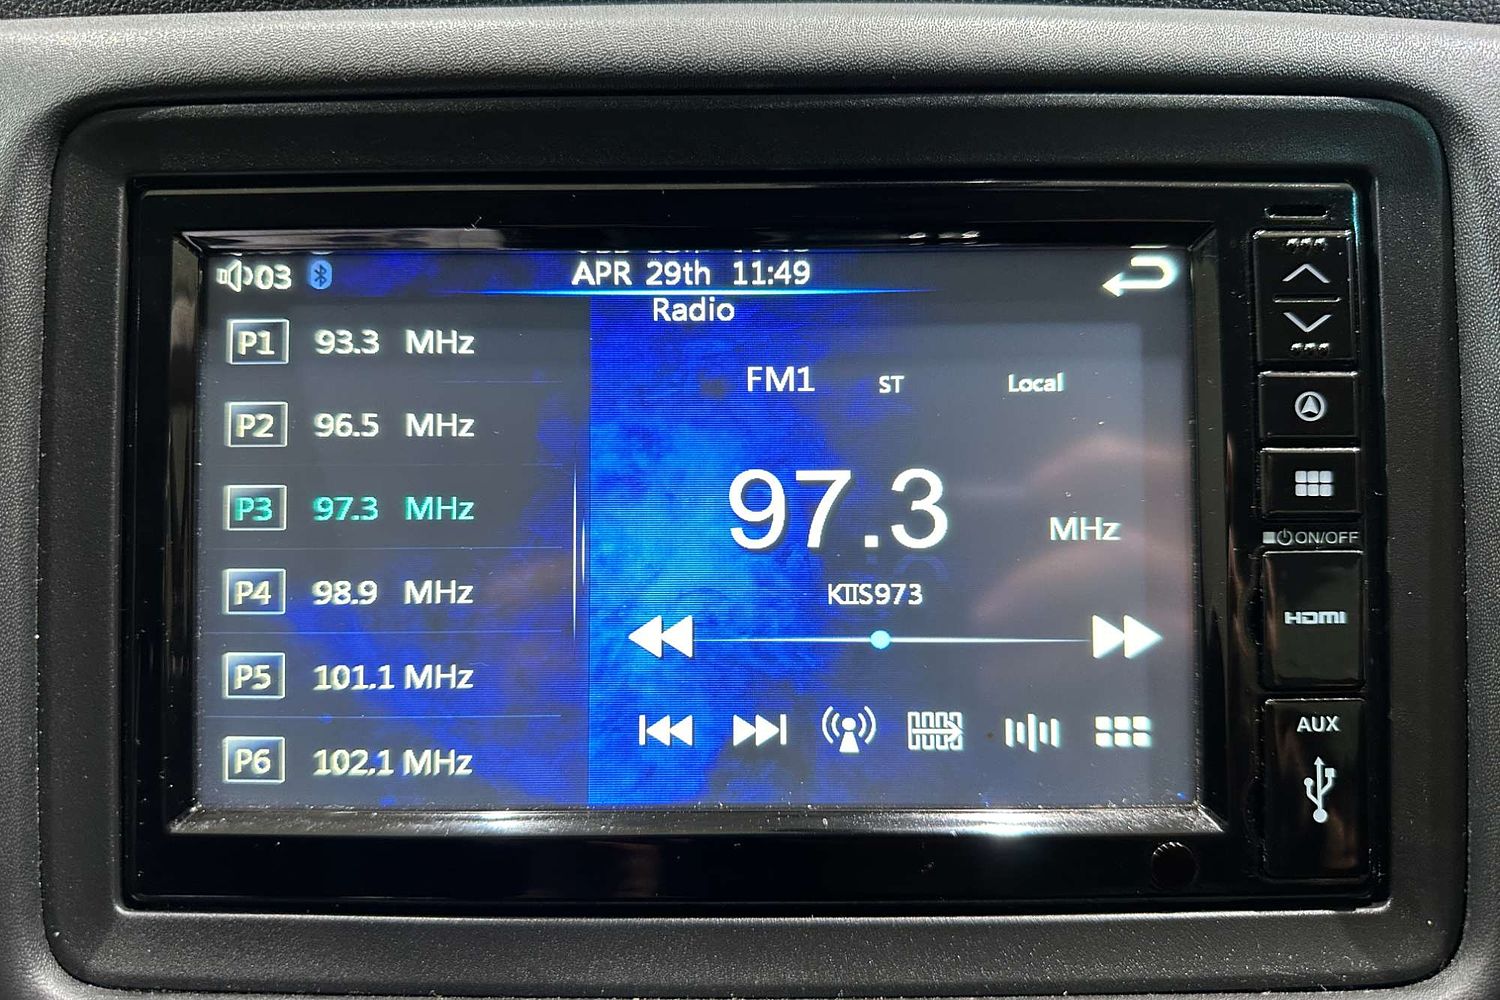 03
APR 29th 11:49
Radio
P1 93.3 MHz
P2 96.5 MHz
P3 97.3 MHz
P4 98.9 MHz
P5 101.1 MHz
P6 102.1 MHz
FM1 ST Local
97.3 MHz
KIIS973
ON/OFF
HDMI
AUX